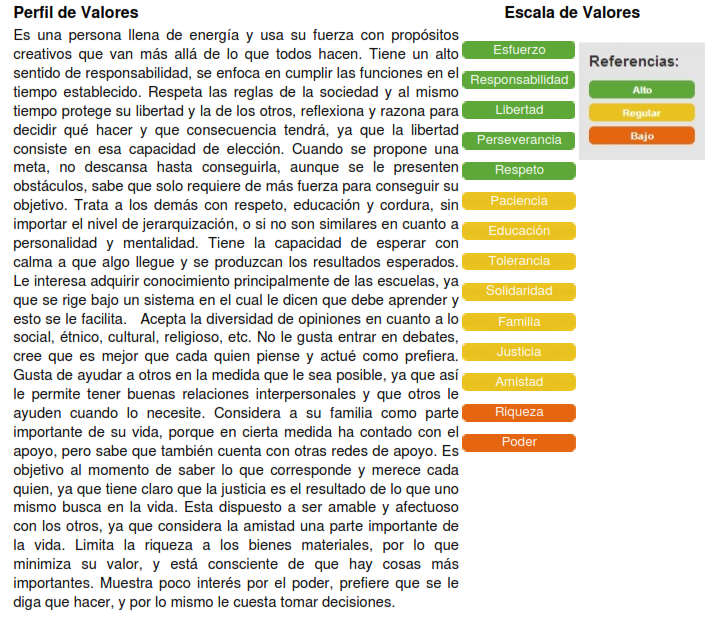 Perfil de Valores
Es una persona llena de energía y usa su fuerza con propósitos
creativos que van más allá de lo que todos hacen. Tiene un alto
sentido de responsabilidad, se enfoca en cumplir las funciones en el
tiempo establecido. Respeta las reglas de la sociedad y al mismo
tiempo protege su libertad y la de los otros, reflexiona y razona para
decidir qué hacer y que consecuencia tendrá, ya que la libertad
consiste en esa capacidad de elección. Cuando se propone una
meta, no descansa hasta conseguirla, aunque se le presenten
obstáculos, sabe que solo requiere de más fuerza para conseguir su
objetivo. Trata a los demás con respeto, educación y cordura, sin
importar el nivel de jerarquización, o si no son similares en cuanto a
personalidad y mentalidad. Tiene la capacidad de esperar con
calma a que algo llegue y se produzcan los resultados esperados.
Le interesa adquirir conocimiento principalmente de las escuelas, ya
que se rige bajo un sistema en el cual le dicen que debe aprender y
esto se le facilita. Acepta la diversidad de opiniones en cuanto a lo
social, étnico, cultural, religioso, etc. No le gusta entrar en debates,
cree que es mejor que cada quien piense y actué como prefiera.
Gusta de ayudar a otros en la medida que le sea posible, ya que así
le permite tener buenas relaciones interpersonales y que otros le
ayuden cuando lo necesite. Considera a su familia como parte
importante de su vida, porque en cierta medida ha contado con el
apoyo, pero sabe que también cuenta con otras redes de apoyo. Es
objetivo al momento de saber lo que corresponde y merece cada
quien, ya que tiene claro que la justicia es el resultado de lo que uno
mismo busca en la vida. Esta dispuesto a ser amable y afectuoso
con los otros, ya que considera la amistad una parte importante de
la vida. Limita la riqueza a los bienes materiales, por lo que
minimiza su valor, y está consciente de que hay cosas más
importantes. Muestra poco interés por el poder, prefiere que se le
diga que hacer, y por lo mismo le cuesta tomar decisiones.
Escala de Valores
Esfuerzo
Responsabilidad
Libertad
Perseverancia
Respeto
Paciencia
Educación
Tolerancia
Solidaridad
Familia
Justicia
Amistad
Riqueza
Poder
Referencias:
Alto
Regular
Bajo